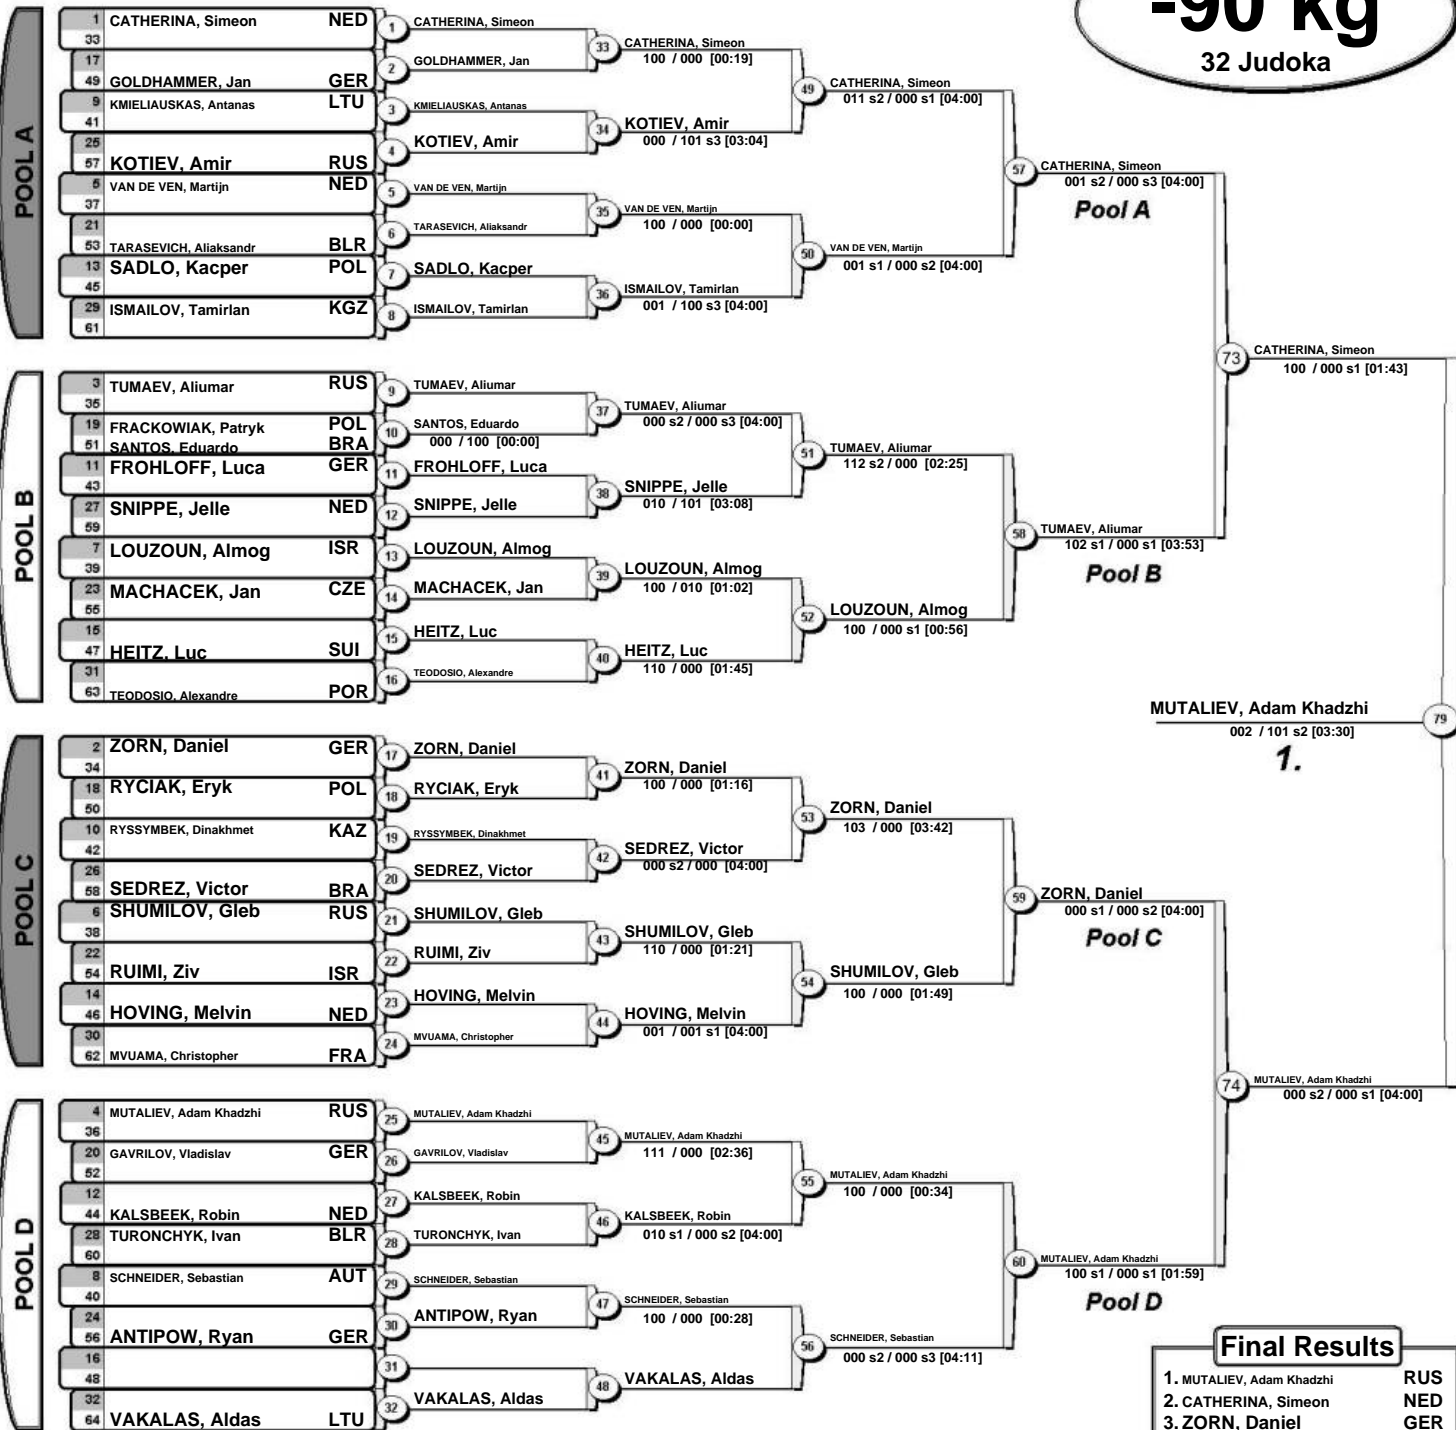 -90 kg
32 Judoka
POOL A
1 CATHERINA, Simeon NED
33
17
49 GOLDHAMMER, Jan GER
9 KMIELIAUSKAS, Antanas LTU
41
25
57 KOTIEV, Amir RUS
5 VAN DE VEN, Martijn NED
37
21
53 TARASEVICH, Aliaksandr BLR
13 SADLO, Kacper POL
45
29 ISMAILOV, Tamirlan KGZ
61
1 CATHERINA, Simeon
2 GOLDHAMMER, Jan
3 KMIELIAUSKAS, Antanas
4 KOTIEV, Amir
5 VAN DE VEN, Martijn
6 TARASEVICH, Aliaksandr
7 SADLO, Kacper
8 ISMAILOV, Tamirlan
33 CATHERINA, Simeon
100 / 000 [00:19]
34 KOTIEV, Amir
000 / 101 s3 [03:04]
35 VAN DE VEN, Martijn
100 / 000 [00:00]
36 ISMAILOV, Tamirlan
001 / 100 s3 [04:00]
49 CATHERINA, Simeon
011 s2 / 000 s1 [04:00]
50 VAN DE VEN, Martijn
001 s1 / 000 s2 [04:00]
57 CATHERINA, Simeon
001 s2 / 000 s3 [04:00]
Pool A
POOL B
3 TUMAEV, Aliumar RUS
35
19 FRACKOWIAK, Patryk POL
51 SANTOS, Eduardo BRA
11 FROHLOFF, Luca GER
43
27 SNIPPE, Jelle NED
59
7 LOUZOUN, Almog ISR
39
23 MACHACEK, Jan CZE
55
15
47 HEITZ, Luc SUI
31
63 TEODOSIO, Alexandre POR
9 TUMAEV, Aliumar
10 SANTOS, Eduardo
000 / 100 [00:00]
11 FROHLOFF, Luca
12 SNIPPE, Jelle
13 LOUZOUN, Almog
14 MACHACEK, Jan
15 HEITZ, Luc
16 TEODOSIO, Alexandre
37 TUMAEV, Aliumar
000 s2 / 000 s3 [04:00]
38 SNIPPE, Jelle
010 / 101 [03:08]
39 LOUZOUN, Almog
100 / 010 [01:02]
40 HEITZ, Luc
110 / 000 [01:45]
51 TUMAEV, Aliumar
112 s2 / 000 [02:25]
52 LOUZOUN, Almog
100 / 000 s1 [00:56]
58 TUMAEV, Aliumar
102 s1 / 000 s1 [03:53]
Pool B
73 CATHERINA, Simeon
100 / 000 s1 [01:43]
MUTALIEV, Adam Khadzhi 79
002 / 101 s2 [03:30]
1.
POOL C
2 ZORN, Daniel GER
34
18 RYCIAK, Eryk POL
50
10 RYSSYMBEK, Dinakhmet KAZ
42
26
58 SEDREZ, Victor BRA
6 SHUMILOV, Gleb RUS
38
22
54 RUIMI, Ziv ISR
14
46 HOVING, Melvin NED
30
62 MVUAMA, Christopher FRA
17 ZORN, Daniel
18 RYCIAK, Eryk
19 RYSSYMBEK, Dinakhmet
20 SEDREZ, Victor
21 SHUMILOV, Gleb
22 RUIMI, Ziv
23 HOVING, Melvin
24 MVUAMA, Christopher
41 ZORN, Daniel
100 / 000 [01:16]
42 SEDREZ, Victor
000 s2 / 000 [04:00]
43 SHUMILOV, Gleb
110 / 000 [01:21]
44 HOVING, Melvin
001 / 001 s1 [04:00]
53 ZORN, Daniel
103 / 000 [03:42]
54 SHUMILOV, Gleb
100 / 000 [01:49]
59 ZORN, Daniel
000 s1 / 000 s2 [04:00]
Pool C
POOL D
4 MUTALIEV, Adam Khadzhi RUS
36
20 GAVRILOV, Vladislav GER
52
12
44 KALSBEEK, Robin NED
28 TURONCHYK, Ivan BLR
60
8 SCHNEIDER, Sebastian AUT
40
24
56 ANTIPOW, Ryan GER
16
48
32
64 VAKALAS, Aldas LTU
25 MUTALIEV, Adam Khadzhi
26 GAVRILOV, Vladislav
27 KALSBEEK, Robin
28 TURONCHYK, Ivan
29 SCHNEIDER, Sebastian
30 ANTIPOW, Ryan
31
32 VAKALAS, Aldas
45 MUTALIEV, Adam Khadzhi
111 / 000 [02:36]
46 KALSBEEK, Robin
010 s1 / 000 s2 [04:00]
47 SCHNEIDER, Sebastian
100 / 000 [00:28]
48 VAKALAS, Aldas
55 MUTALIEV, Adam Khadzhi
100 / 000 [00:34]
56 SCHNEIDER, Sebastian
000 s2 / 000 s3 [04:11]
60 MUTALIEV, Adam Khadzhi
100 s1 / 000 s1 [01:59]
Pool D
74 MUTALIEV, Adam Khadzhi
000 s2 / 000 s1 [04:00]
Final Results
1. MUTALIEV, Adam Khadzhi RUS
2. CATHERINA, Simeon NED
3. ZORN, Daniel GER